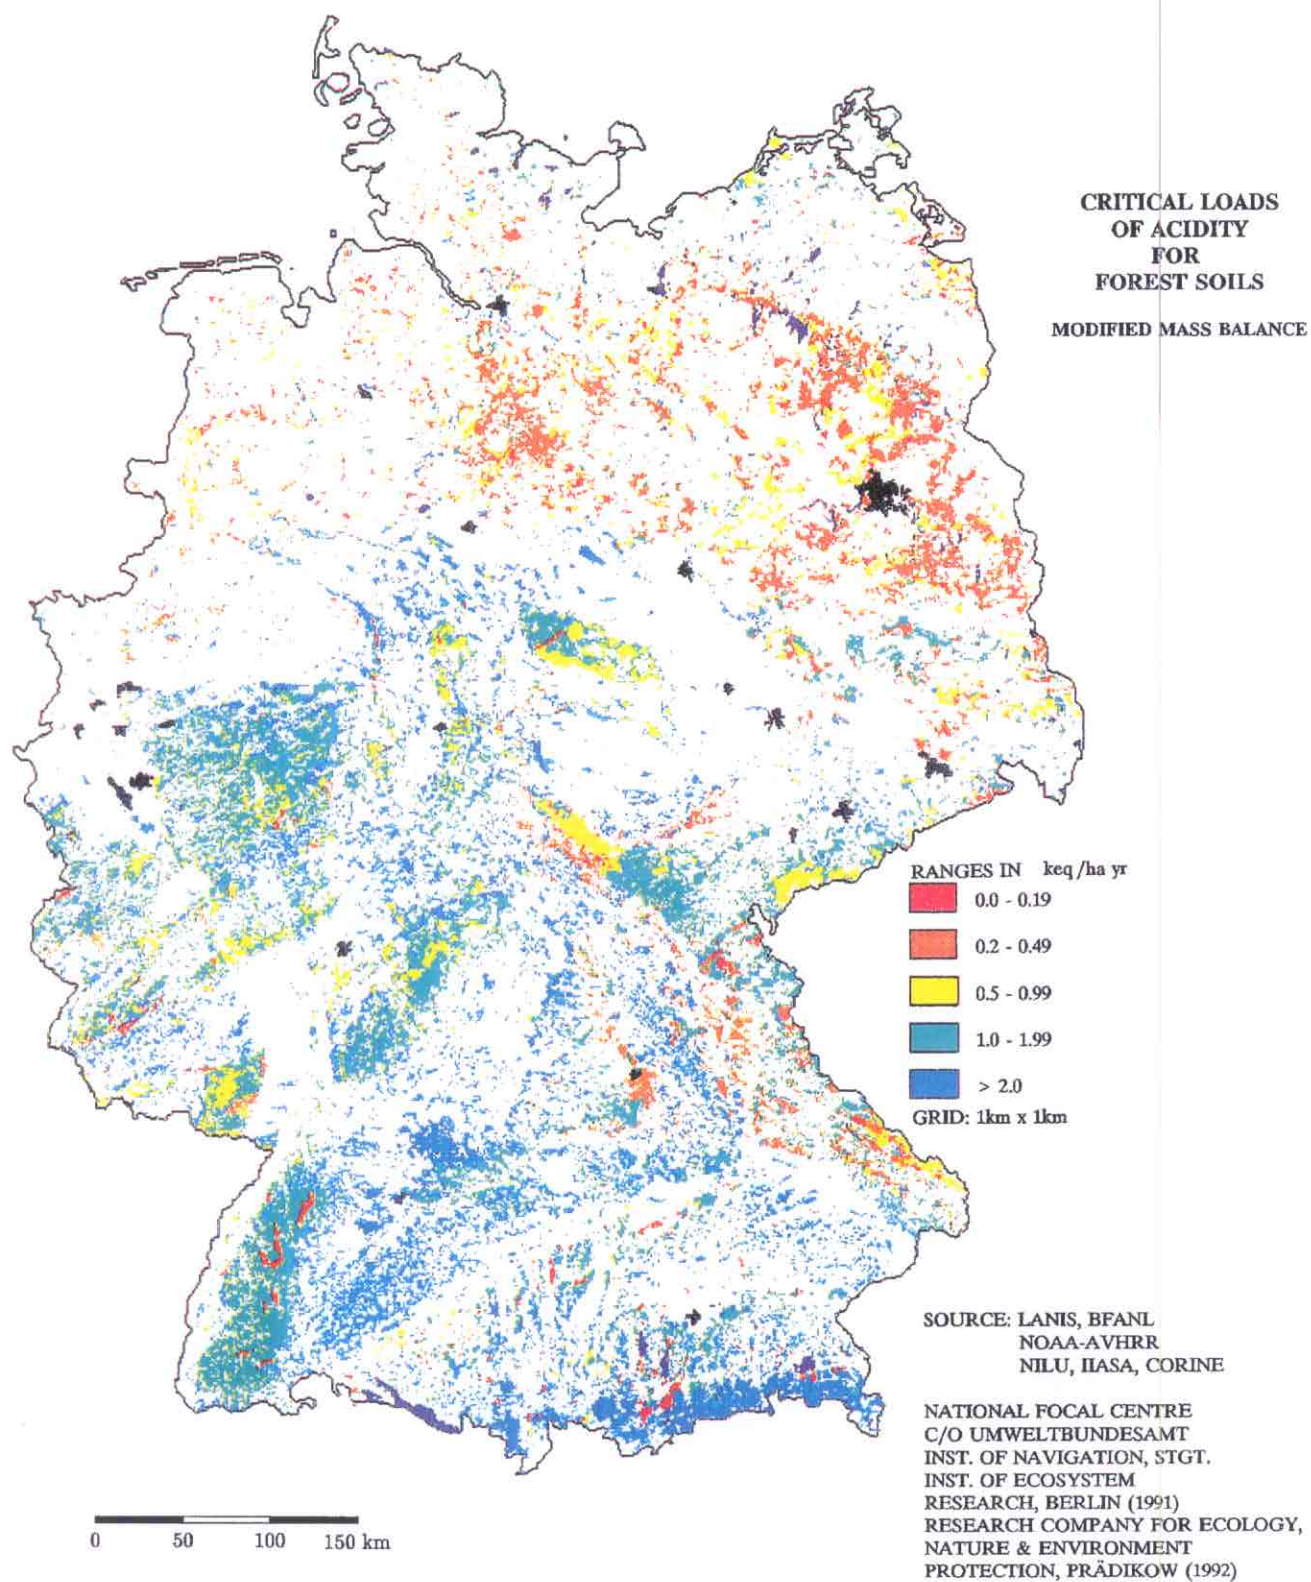 CRITICAL LOADS
OF ACIDITY
FOR
FOREST SOILS
MODIFIED MASS BALANCE
RANGES IN keq/ha yr
0.0 - 0.19
0.2 - 0.49
0.5 - 0.99
1.0 - 1.99
> 2.0
GRID: 1km x 1km
SOURCE: LANIS, BFANL
NOAA-AVHRR
NILU, IIASA, CORINE
NATIONAL FOCAL CENTRE
C/O UMWELTBUNDESAMT
INST. OF NAVIGATION, STGT.
INST. OF ECOSYSTEM
RESEARCH, BERLIN (1991)
RESEARCH COMPANY FOR ECOLOGY,
NATURE & ENVIRONMENT
PROTECTION, PRÄDIKOW (1992)
0 50 100 150 km